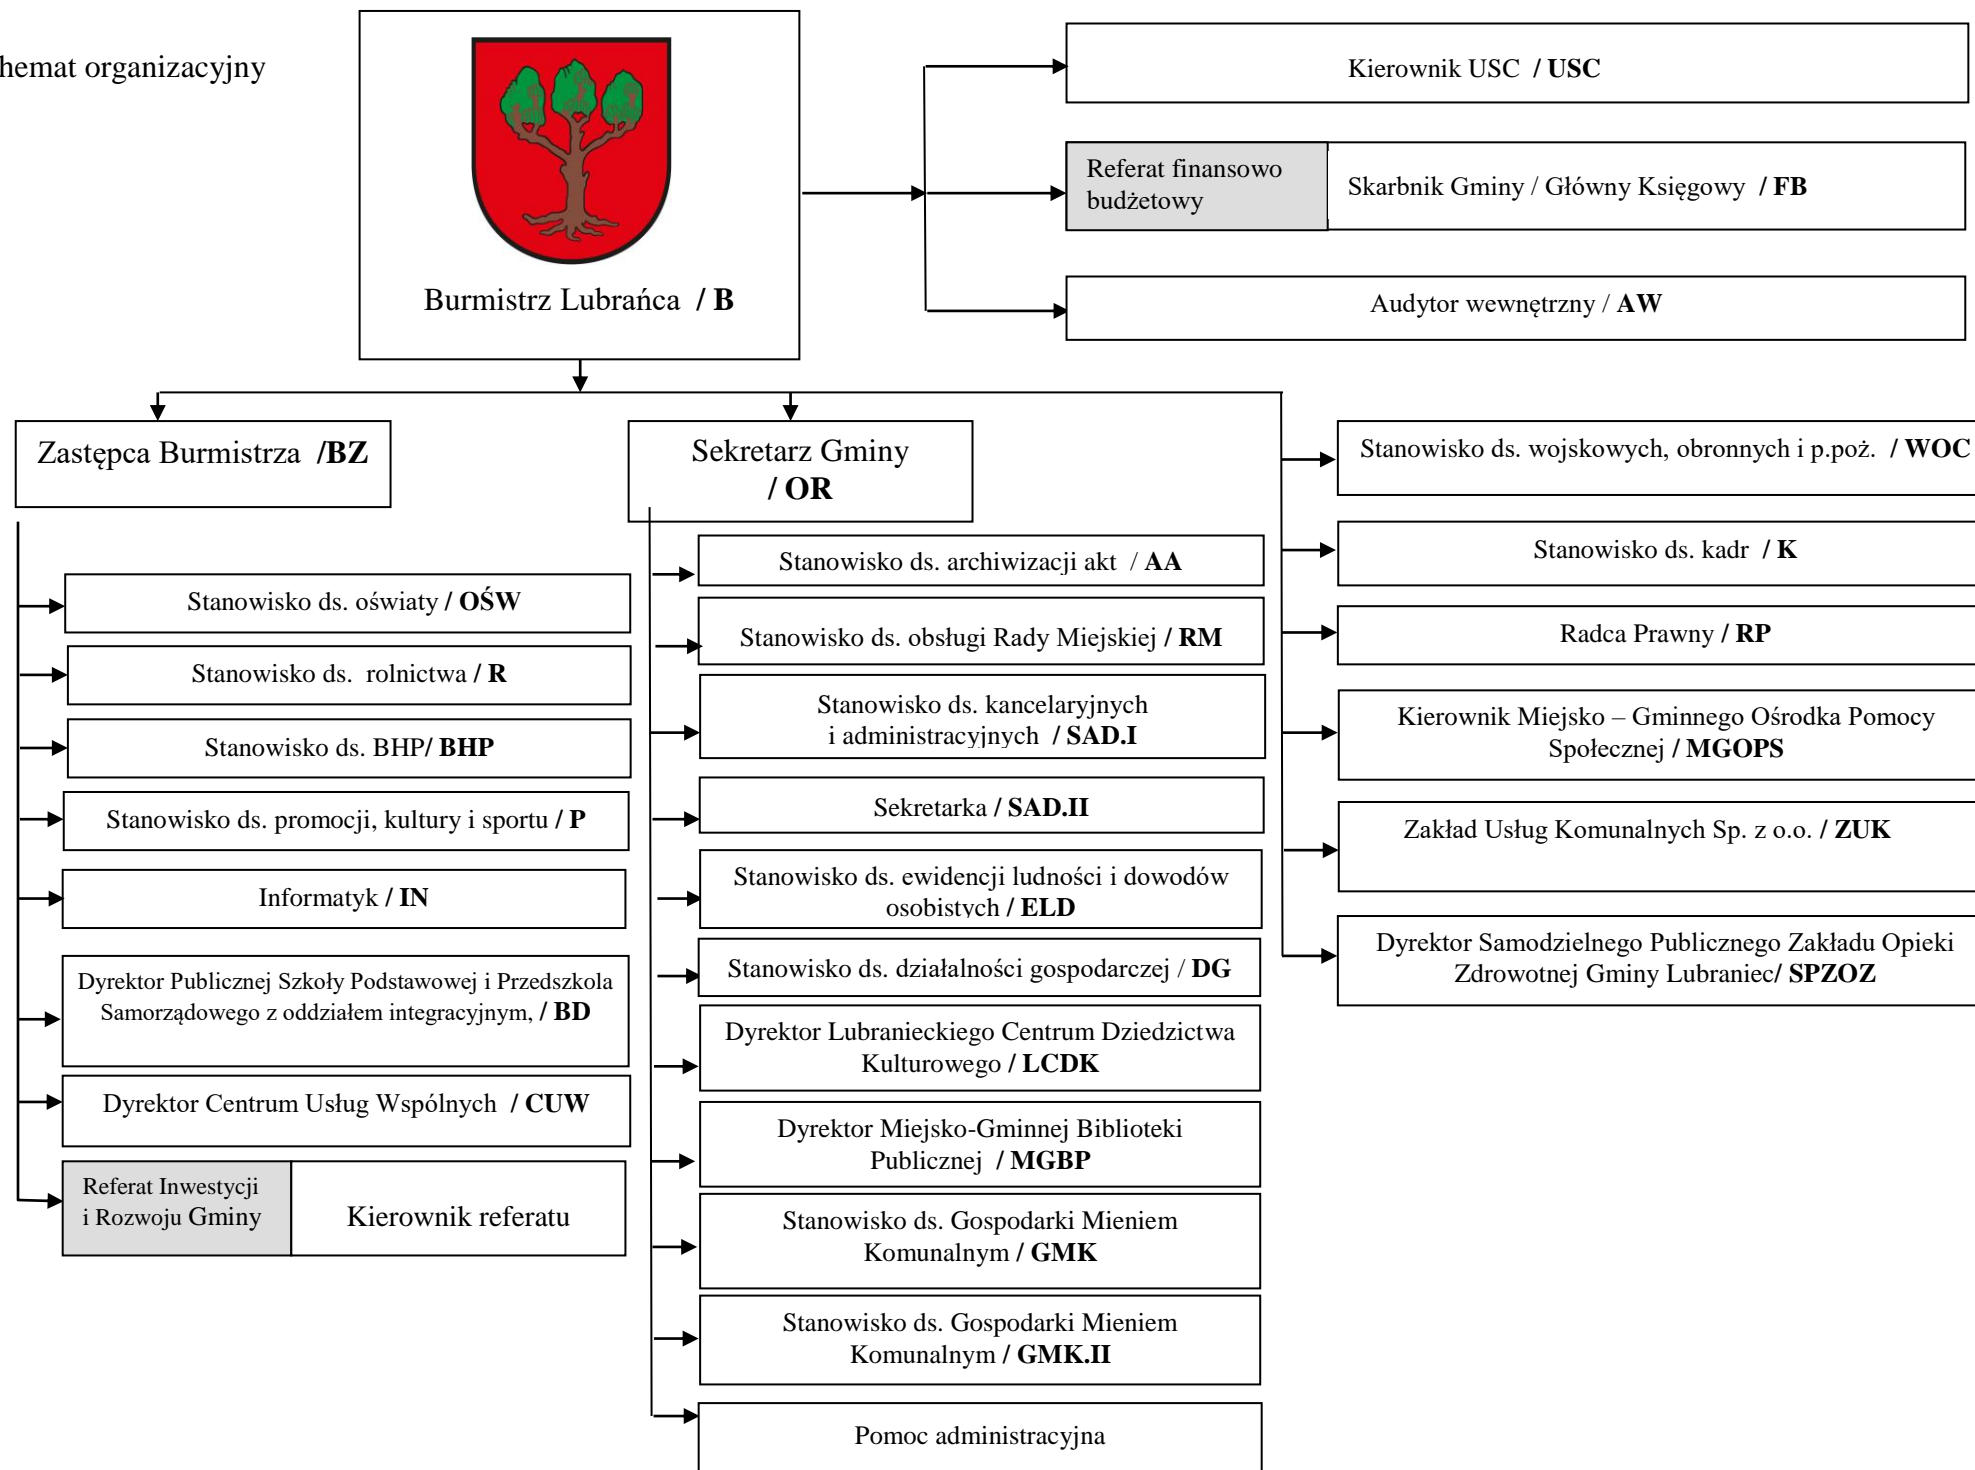 hemat organizacyjny
Burmistrz Lubrańca / B
Kierownik USC / USC
Referat finansowo
budżetowy
Skarbnik Gminy / Główny Księgowy / FB
Audytor wewnętrzny / AW
Zastępca Burmistrza /BZ
Stanowisko ds. oświaty / OŚW
Stanowisko ds. rolnictwa / R
Stanowisko ds. BHP/ BHP
Stanowisko ds. promocji, kultury i sportu / P
Informatyk / IN
Dyrektor Publicznej Szkoły Podstawowej i Przedszkola
Samorządowego z oddziałem integracyjnym, / BD
Dyrektor Centrum Usług Wspólnych / CUW
Referat Inwestycji
i Rozwoju Gminy
Kierownik referatu
Sekretarz Gminy
/ OR
Stanowisko ds. archiwizacji akt / AA
Stanowisko ds. obsługi Rady Miejskiej / RM
Stanowisko ds. kancelaryjnych
i administracyjnych / SAD.I
Sekretarka / SAD.II
Stanowisko ds. ewidencji ludności i dowodów
osobistych / ELD
Stanowisko ds. działalności gospodarczej / DG
Dyrektor Lubranieckiego Centrum Dziedzictwa
Kulturowego / LCDK
Dyrektor Miejsko-Gminnej Biblioteki
Publicznej / MGBP
Stanowisko ds. Gospodarki Mieniem
Komunalnym / GMK
Stanowisko ds. Gospodarki Mieniem
Komunalnym / GMK.II
Pomoc administracyjna
Stanowisko ds. wojskowych, obronnych i p.poż. / WOC
Stanowisko ds. kadr / K
Radca Prawny / RP
Kierownik Miejsko – Gminnego Ośrodka Pomocy
Społecznej / MGOPS
Zakład Usług Komunalnych Sp. z o.o. / ZUK
Dyrektor Samodzielnego Publicznego Zakładu Opieki
Zdrowotnej Gminy Lubraniec/ SPZOZ